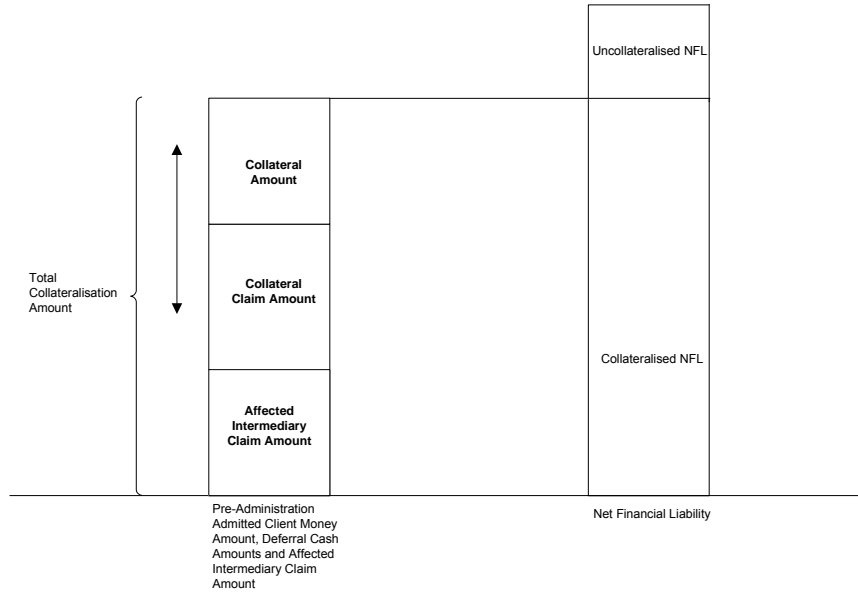 Uncollateralised NFL
Collateral
Amount
Total
Collateralisation
Amount
Collateral
Claim Amount
Collateralised NFL
Affected
Intermediary
Claim Amount
Pre-Administration
Admitted Client Money
Amount, Deferral Cash
Amounts and Affected
Intermediary Claim
Amount
Net Financial Liability